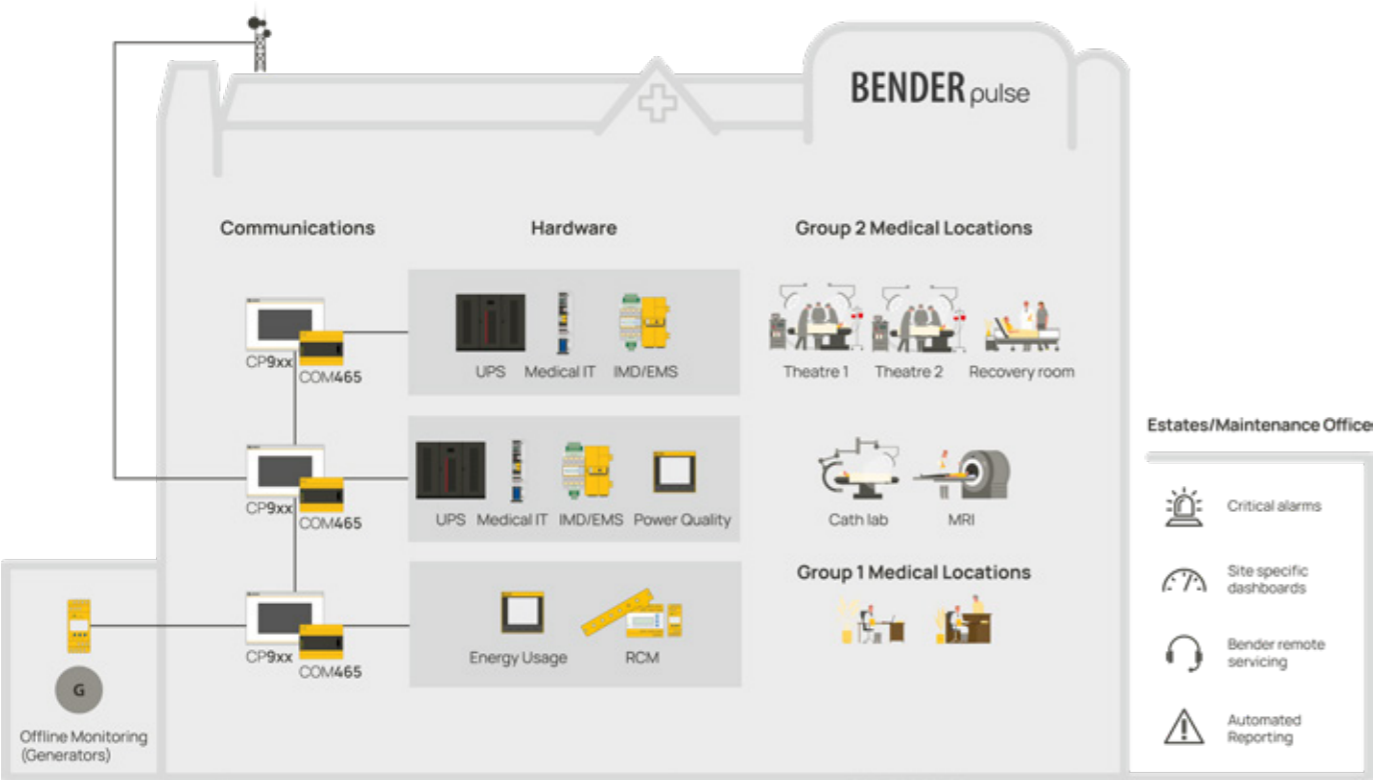 BENDER pulse
Communications
Hardware
Group 2 Medical Locations
CP9xx
COM465
UPS
Medical IT
IMD/EMS
Theatre 1
Theatre 2
Recovery room
CP9xx
COM465
UPS
Medical IT
IMD/EMS
Power Quality
Cath lab
MRI
Group 1 Medical Locations
CP9xx
COM465
Energy Usage
RCM
G
Offline Monitoring
(Generators)
Estates/Maintenance Office
Critical alarms
Site specific
dashboards
Bender remote
servicing
Automated
Reporting